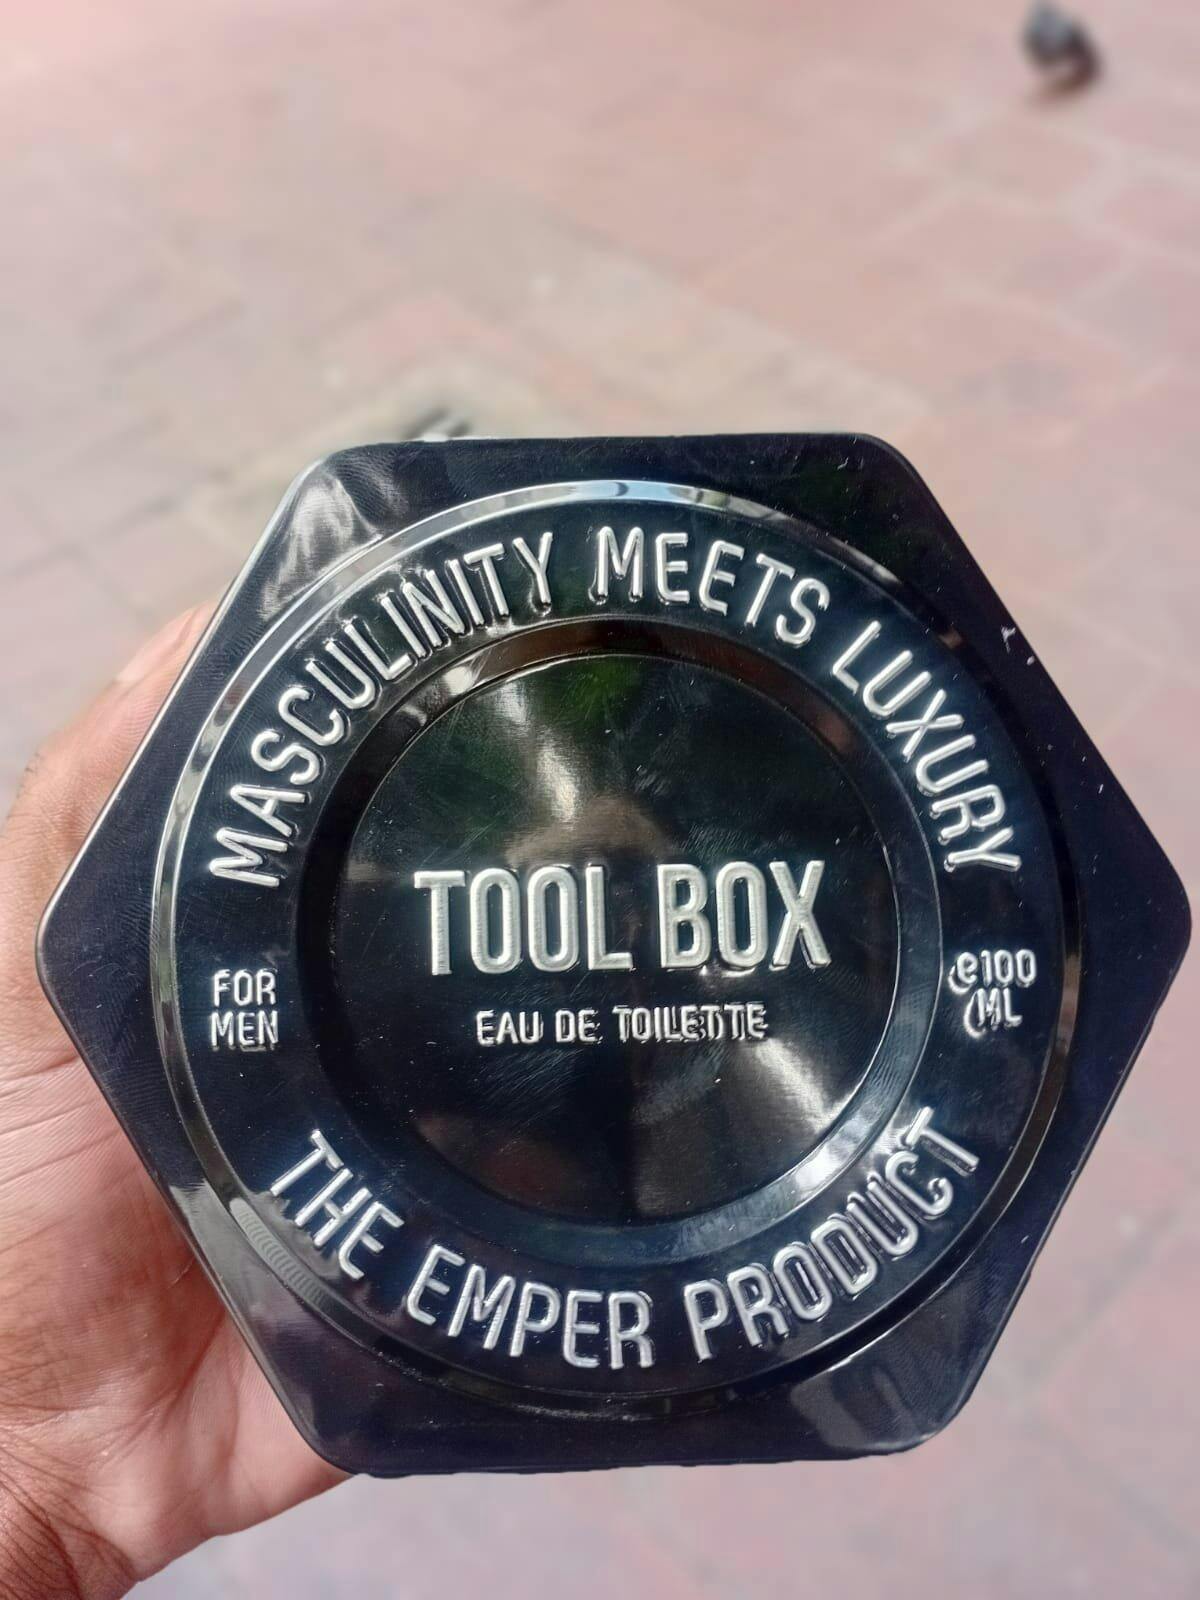 MASCULINITY MEETS LUXURY
TOOL BOX
EAU DE TOILETTE
FOR
MEN
℮100
ML
THE EMPER PRODUCT